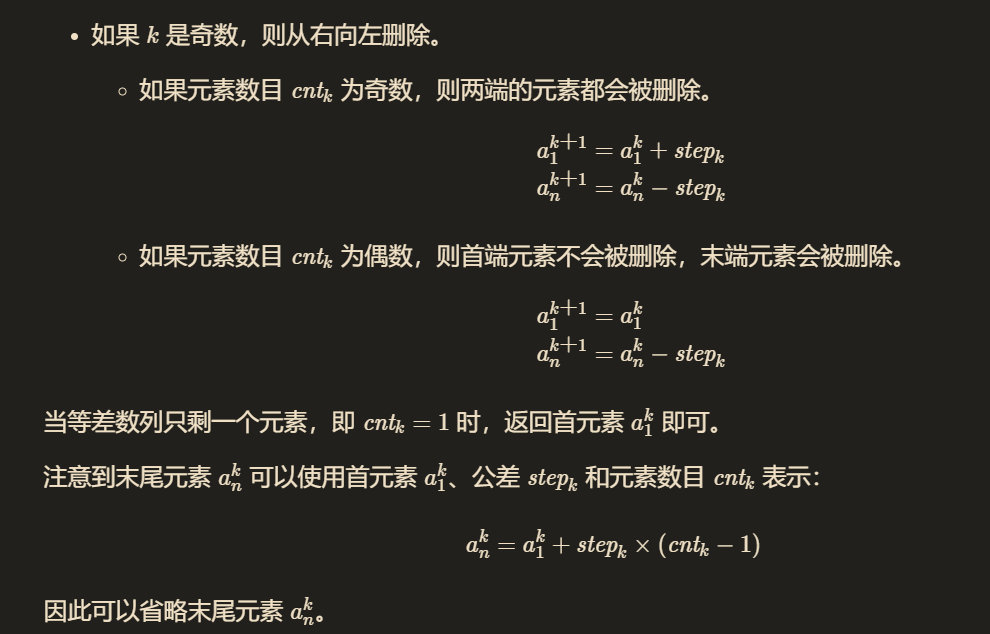 • 如果 k 是奇数，则从右向左删除。
◦ 如果元素数目 cntₖ 为奇数，则两端的元素都会被删除。
a_1^{k+1} = a_1^k + step_k
a_n^{k+1} = a_n^k − step_k
◦ 如果元素数目 cntₖ 为偶数，则首端元素不会被删除，末端元素会被删除。
a_1^{k+1} = a_1^k
a_n^{k+1} = a_n^k − step_k
当等差数列只剩一个元素，即 cnt_k = 1 时，返回首元素 a_1^k 即可。
注意到末尾元素 a_n^k 可以使用首元素 a_1^k、公差 step_k 和元素数目 cnt_k 表示：
a_n^k = a_1^k + step_k × (cnt_k − 1)
因此可以省略末尾元素 a_n^k。